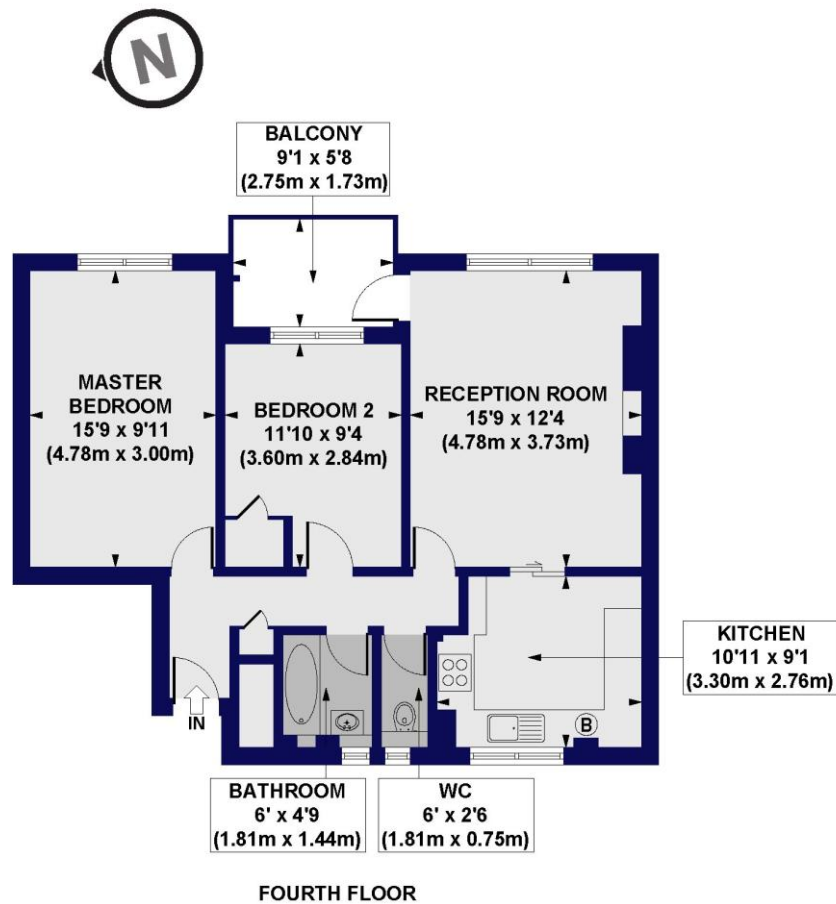 N
BALCONY
9'1 x 5'8
(2.75m x 1.73m)
MASTER
BEDROOM
15'9 x 9'11
(4.78m x 3.00m)
BEDROOM 2
11'10 x 9'4
(3.60m x 2.84m)
RECEPTION ROOM
15'9 x 12'4
(4.78m x 3.73m)
KITCHEN
10'11 x 9'1
(3.30m x 2.76m)
IN
B
BATHROOM
6' x 4'9
(1.81m x 1.44m)
WC
6' x 2'6
(1.81m x 0.75m)
FOURTH FLOOR